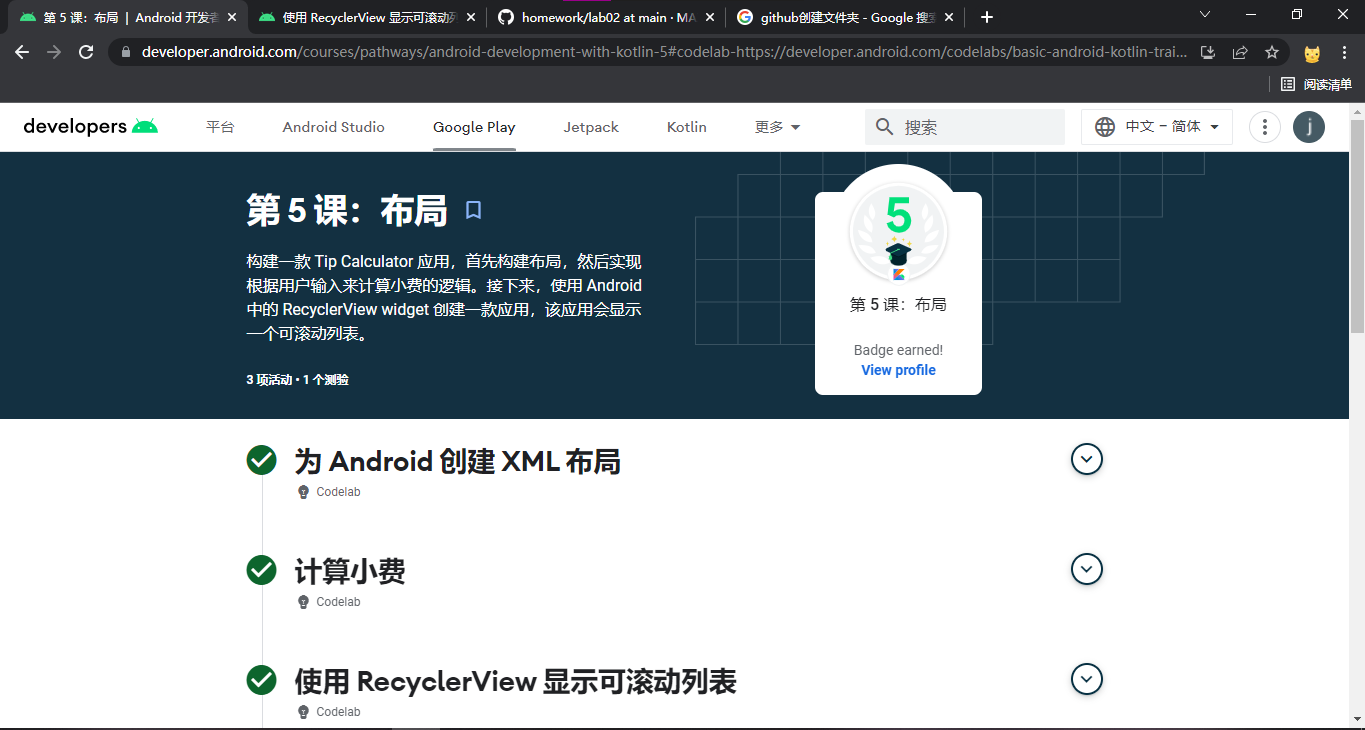 第 5 课：布局 | Android 开发者
使用 RecyclerView 显示可滚动列
homework/lab02 at main · MA
github创建文件夹 - Google 搜索
developer.android.com/courses/pathways/android-development-with-kotlin-5#codelab-https://developer.android.com/codelabs/basic-android-kotlin-trai...
阅读清单
developers
平台
Android Studio
Google Play
Jetpack
Kotlin
更多
搜索
中文 – 简体
j
第 5 课：布局
构建一款 Tip Calculator 应用，首先构建布局，然后实现
根据用户输入来计算小费的逻辑。接下来，使用 Android
中的 RecyclerView widget 创建一款应用，该应用会显示
一个可滚动列表。
3 项活动 • 1 个测验
5
第 5 课：布局
Badge earned!
View profile
为 Android 创建 XML 布局
Codelab
计算小费
Codelab
使用 RecyclerView 显示可滚动列表
Codelab